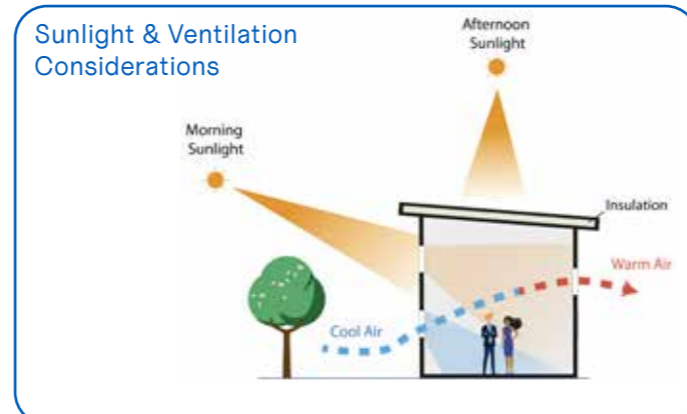 Sunlight & Ventilation
Considerations
Afternoon
Sunlight
Morning
Sunlight
Insulation
Warm Air
Cool Air